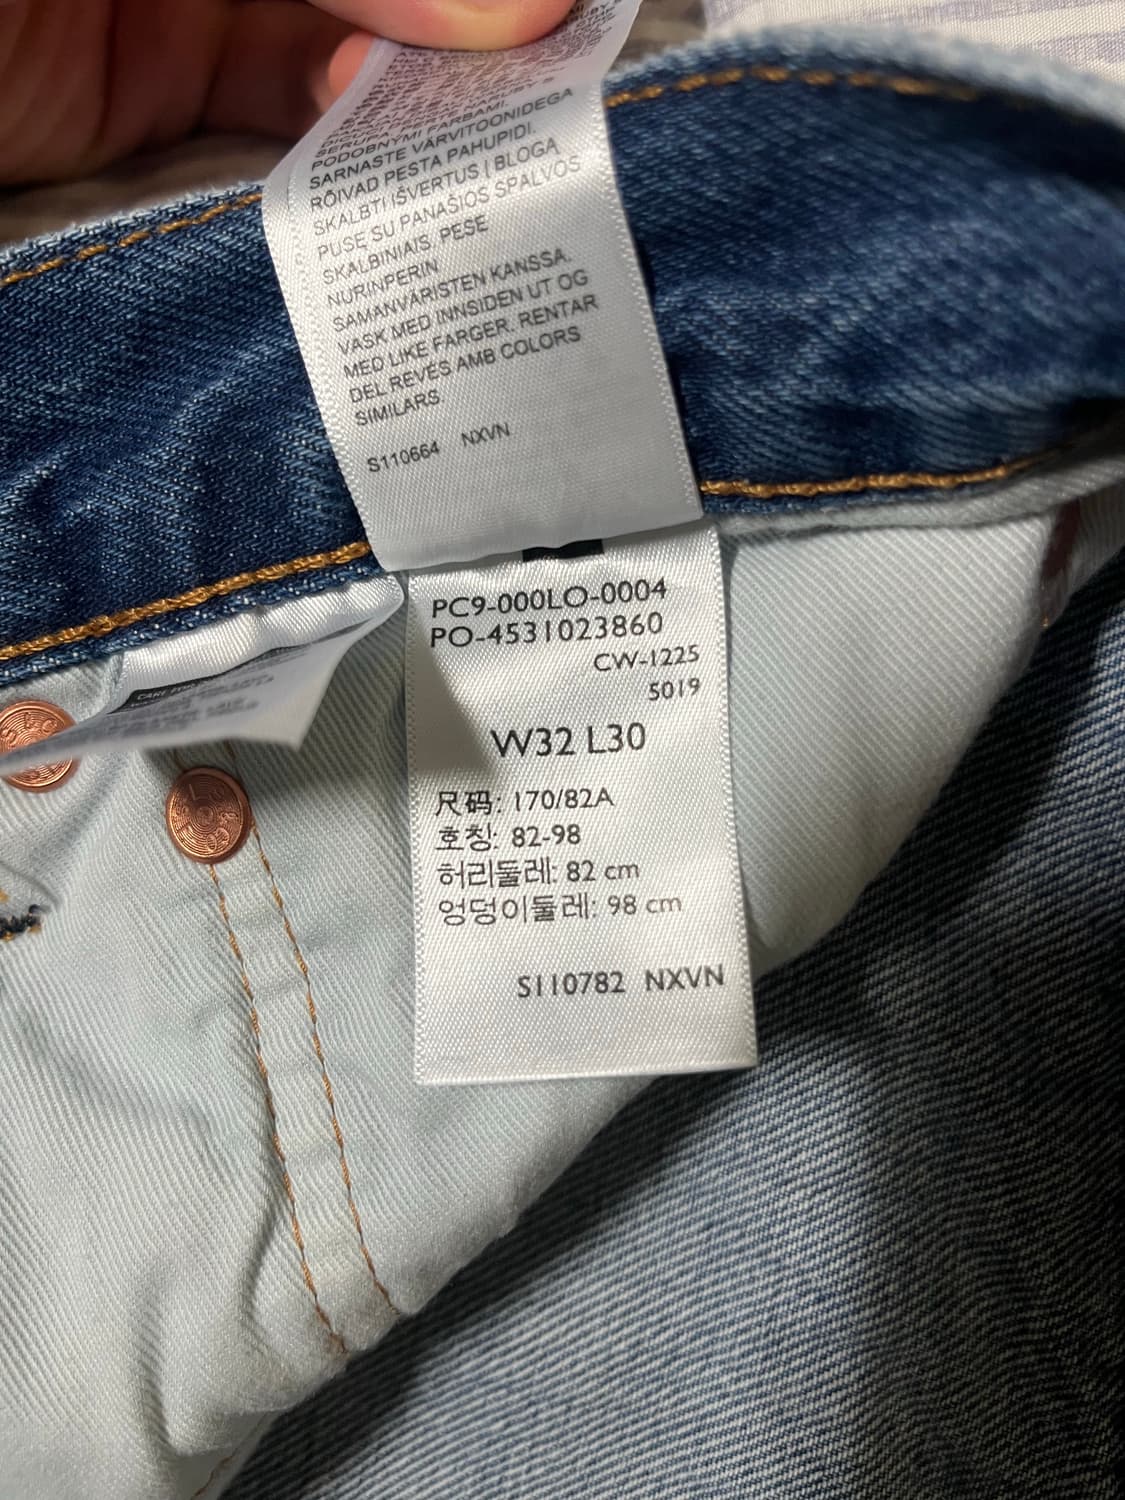 PODOBNYMI FARBAMI.
SARNASTE VÄRVITOONIDEGA
RÕIVAD PESTA PAHUPIDI.
SKALBTI IŠVERTUS | BLOGA
PUSĘ SU PANAŠIOS SPALVOS
SKALBINIAIS. PESE
NURINPERIN
SAMANVÄRISTEN KANSSA.
VASK MED INNSIDEN UT OG
MED LIKE FARGER. RENTAR
DEL REVÉS AMB COLORS
SIMILARS
S110664 NXVN
PC9-000LO-0004
PO-4531023860
CW-1225
5019
W32 L30
尺码: 170/82A
호칭: 82-98
허리둘레: 82 cm
엉덩이둘레: 98 cm
S110782 NXVN